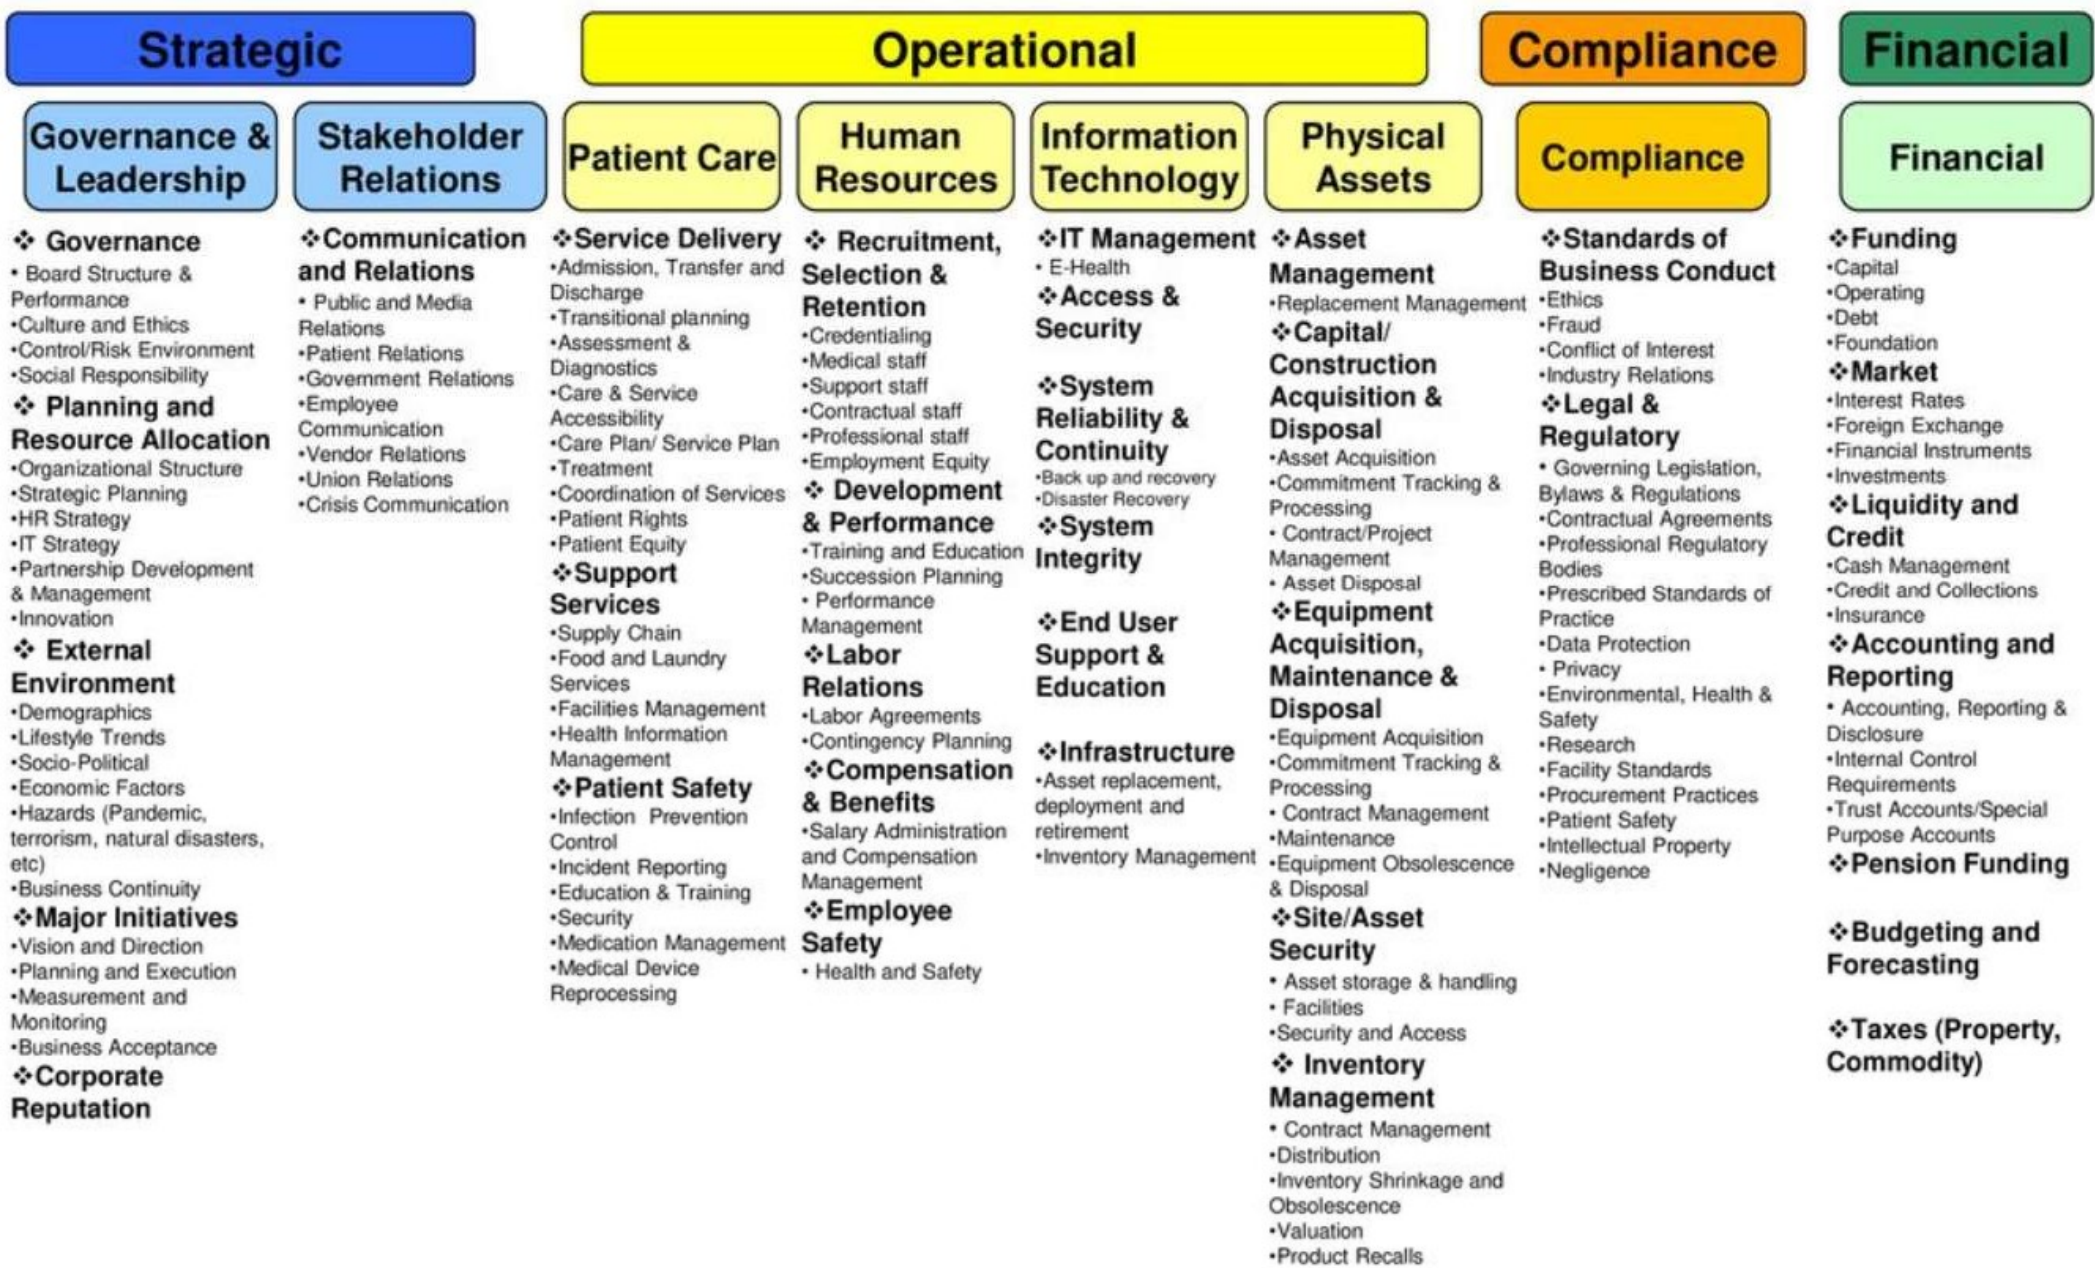 Strategic
Operational
Compliance
Financial
Governance &
Leadership
Stakeholder
Relations
Patient Care
Human
Resources
Information
Technology
Physical
Assets
Compliance
Financial
❖ Governance
• Board Structure &
Performance
•Culture and Ethics
•Control/Risk Environment
•Social Responsibility
❖ Planning and
Resource Allocation
•Organizational Structure
•Strategic Planning
•HR Strategy
•IT Strategy
•Partnership Development
& Management
•Innovation
❖ External
Environment
•Demographics
•Lifestyle Trends
•Socio-Political
•Economic Factors
•Hazards (Pandemic,
terrorism, natural disasters,
etc)
•Business Continuity
❖Major Initiatives
•Vision and Direction
•Planning and Execution
•Measurement and
Monitoring
•Business Acceptance
❖Corporate
Reputation
❖Communication
and Relations
• Public and Media
Relations
•Patient Relations
•Government Relations
•Employee
Communication
•Vendor Relations
•Union Relations
•Crisis Communication
❖Service Delivery
•Admission, Transfer and
Discharge
•Transitional planning
•Assessment &
Diagnostics
•Care & Service
Accessibility
•Care Plan/ Service Plan
•Treatment
•Coordination of Services
•Patient Rights
•Patient Equity
❖Support
Services
•Supply Chain
•Food and Laundry
Services
•Facilities Management
•Health Information
Management
❖Patient Safety
•Infection Prevention
Control
•Incident Reporting
•Education & Training
•Security
•Medication Management
•Medical Device
Reprocessing
❖ Recruitment,
Selection &
Retention
•Credentialing
•Medical staff
•Support staff
•Contractual staff
•Professional staff
•Employment Equity
❖ Development
& Performance
•Training and Education
•Succession Planning
• Performance
Management
❖Labor
Relations
•Labor Agreements
•Contingency Planning
❖Compensation
& Benefits
•Salary Administration
and Compensation
Management
❖Employee
Safety
• Health and Safety
❖IT Management
• E-Health
❖Access &
Security
❖System
Reliability &
Continuity
•Back up and recovery
•Disaster Recovery
❖System
Integrity
❖End User
Support &
Education
❖Infrastructure
•Asset replacement,
deployment and
retirement
•Inventory Management
❖Asset
Management
•Replacement Management
❖Capital/
Construction
Acquisition &
Disposal
•Asset Acquisition
•Commitment Tracking &
Processing
• Contract/Project
Management
• Asset Disposal
❖Equipment
Acquisition,
Maintenance &
Disposal
•Equipment Acquisition
•Commitment Tracking &
Processing
• Contract Management
•Maintenance
•Equipment Obsolescence
& Disposal
❖Site/Asset
Security
• Asset storage & handling
• Facilities
•Security and Access
❖ Inventory
Management
• Contract Management
•Distribution
•Inventory Shrinkage and
Obsolescence
•Valuation
•Product Recalls
❖Standards of
Business Conduct
•Ethics
•Fraud
•Conflict of Interest
•Industry Relations
❖Legal &
Regulatory
• Governing Legislation,
Bylaws & Regulations
•Contractual Agreements
•Professional Regulatory
Bodies
•Prescribed Standards of
Practice
•Data Protection
• Privacy
•Environmental, Health &
Safety
•Research
•Facility Standards
•Procurement Practices
•Patient Safety
•Intellectual Property
•Negligence
❖Funding
•Capital
•Operating
•Debt
•Foundation
❖Market
•Interest Rates
•Foreign Exchange
•Financial Instruments
•Investments
❖Liquidity and
Credit
•Cash Management
•Credit and Collections
•Insurance
❖Accounting and
Reporting
• Accounting, Reporting &
Disclosure
•Internal Control
Requirements
•Trust Accounts/Special
Purpose Accounts
❖Pension Funding
❖Budgeting and
Forecasting
❖Taxes (Property,
Commodity)